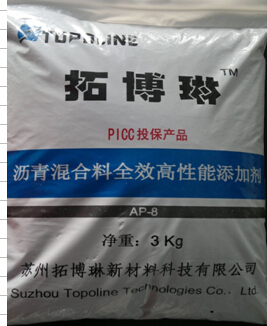 TOPOLINE
拓博琳™
PICC投保产品
沥青混合料全效高性能添加剂
AP-8
净重：3Kg
苏州拓博琳新材料科技有限公司
Suzhou Topoline Technologies Co., Ltd